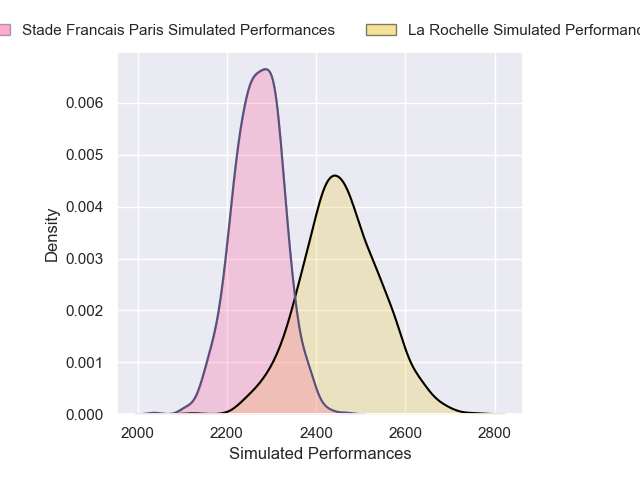 Stade Francais Paris Simulated Performances
La Rochelle Simulated
0.006
0.005
0.004
0.003
0.002
0.001
0.000
Density
2000 2200 2400 2600 2800
Simulated Performances